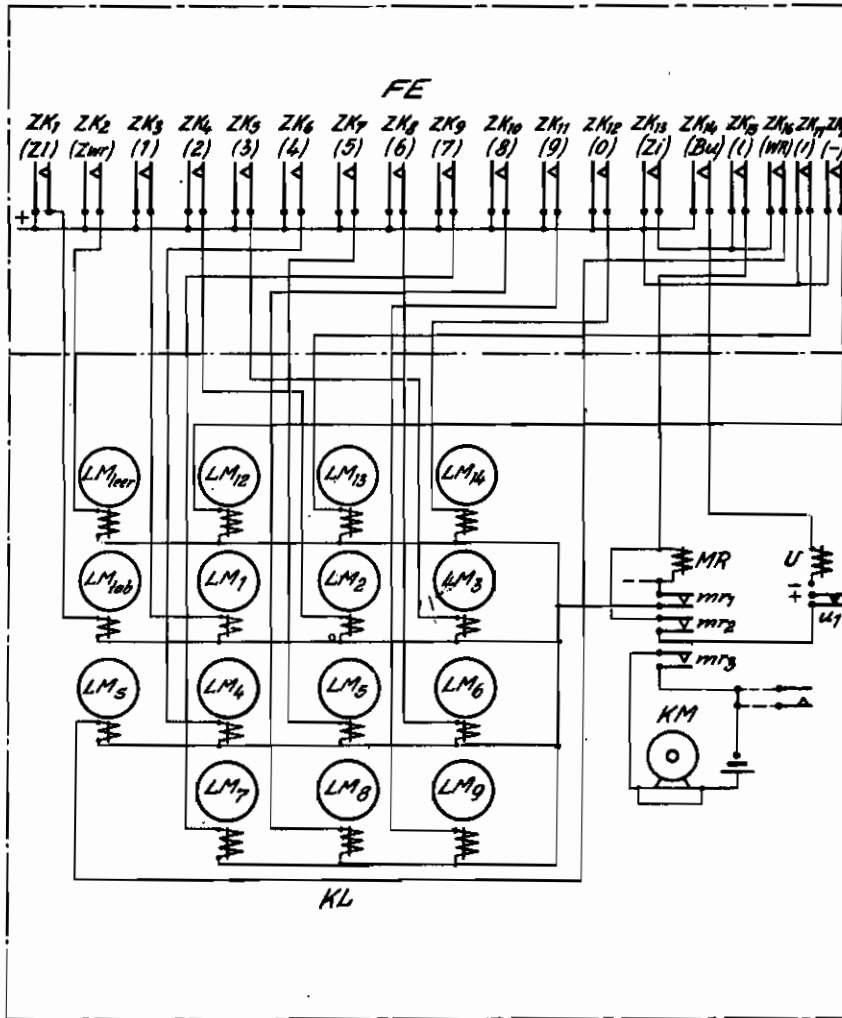 FE
ZK1 ZK2 ZK3 ZK4 ZK5 ZK6 ZK7 ZK8 ZK9 ZK10 ZK11 ZK12 ZK13 ZK14 ZK15 ZK16 ZK17
(Zl) (Zwr) (1) (2) (3) (4) (5) (6) (7) (8) (9) (0) (Zi) (Bu) (l) (WR) (1) (-)
+
LMleer LM12 LM13 LM14
MR U
LMtab LM1 LM2 LM3
-
mr1 +
mr2 u1
mr3
LM5 LM4 LM5 LM6
KM
LM7 LM8 LM9
KL